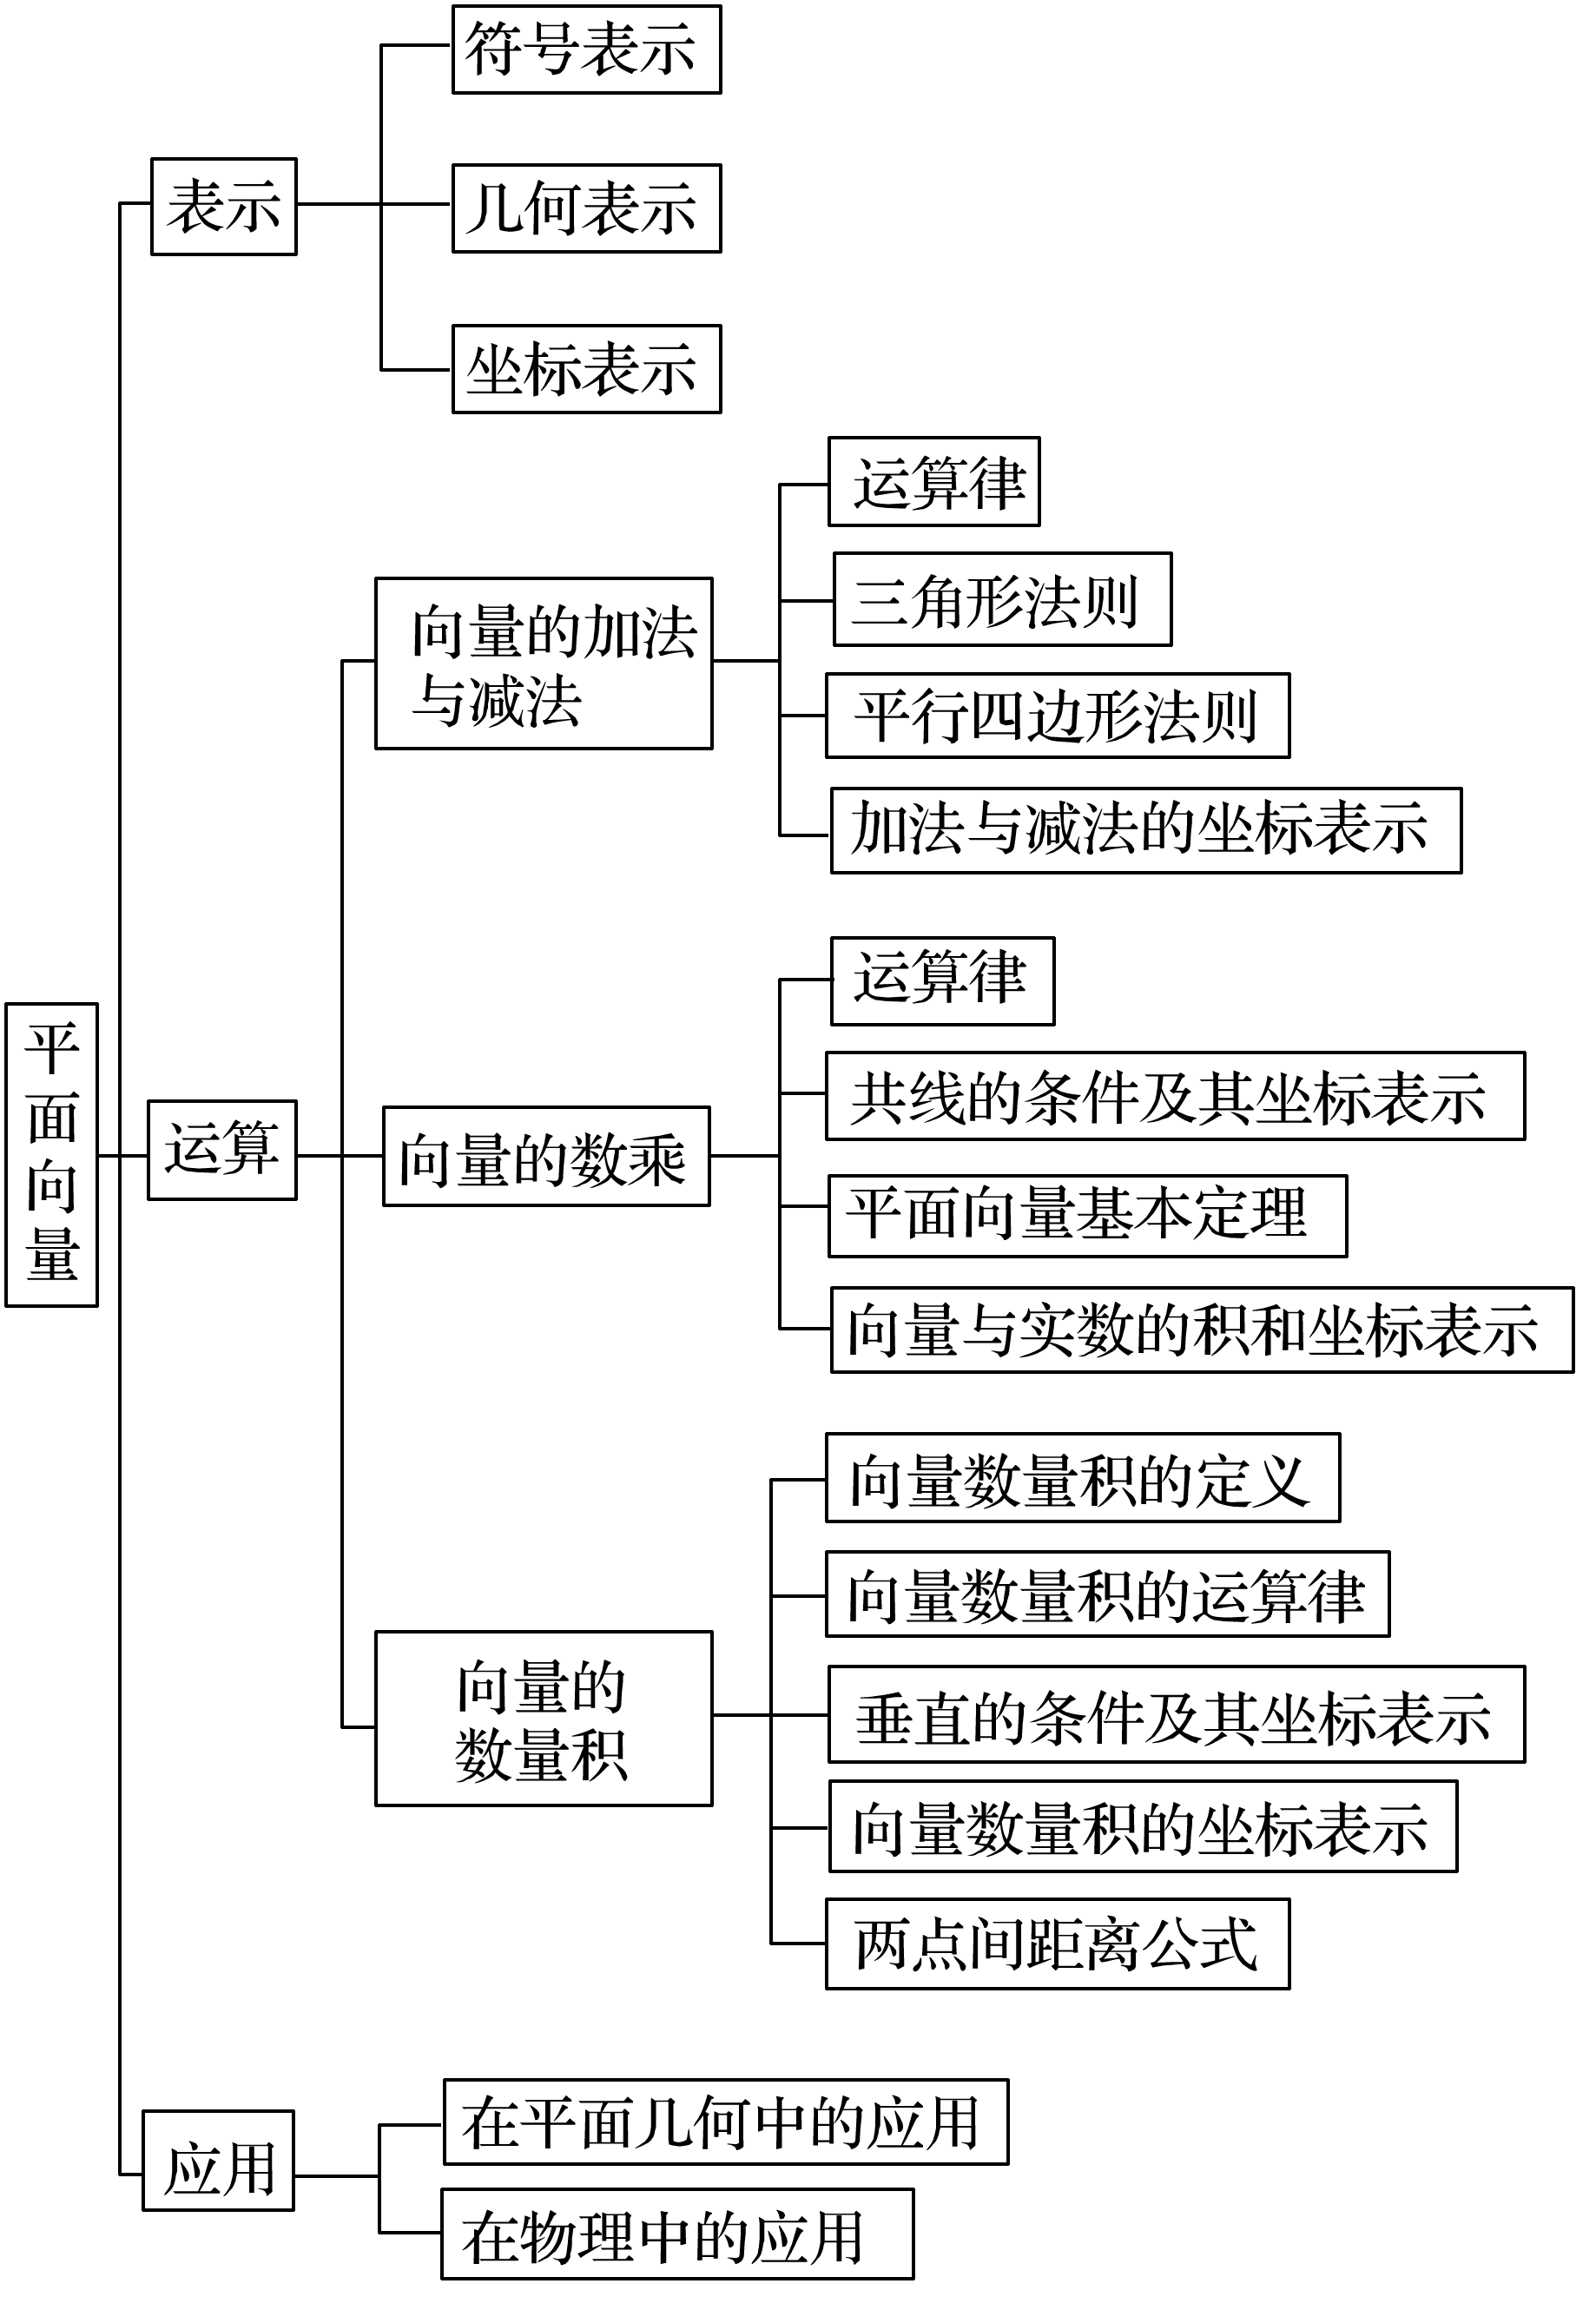 符号表示
表示
几何表示
坐标表示
运算律
三角形法则
向量的加法
与减法
平行四边形法则
加法与减法的坐标表示
运算律
平面向量
共线的条件及其坐标表示
运算
向量的数乘
平面向量基本定理
向量与实数的积和坐标表示
向量数量积的定义
向量数量积的运算律
向量的
数量积
垂直的条件及其坐标表示
向量数量积的坐标表示
两点间距离公式
在平面几何中的应用
应用
在物理中的应用